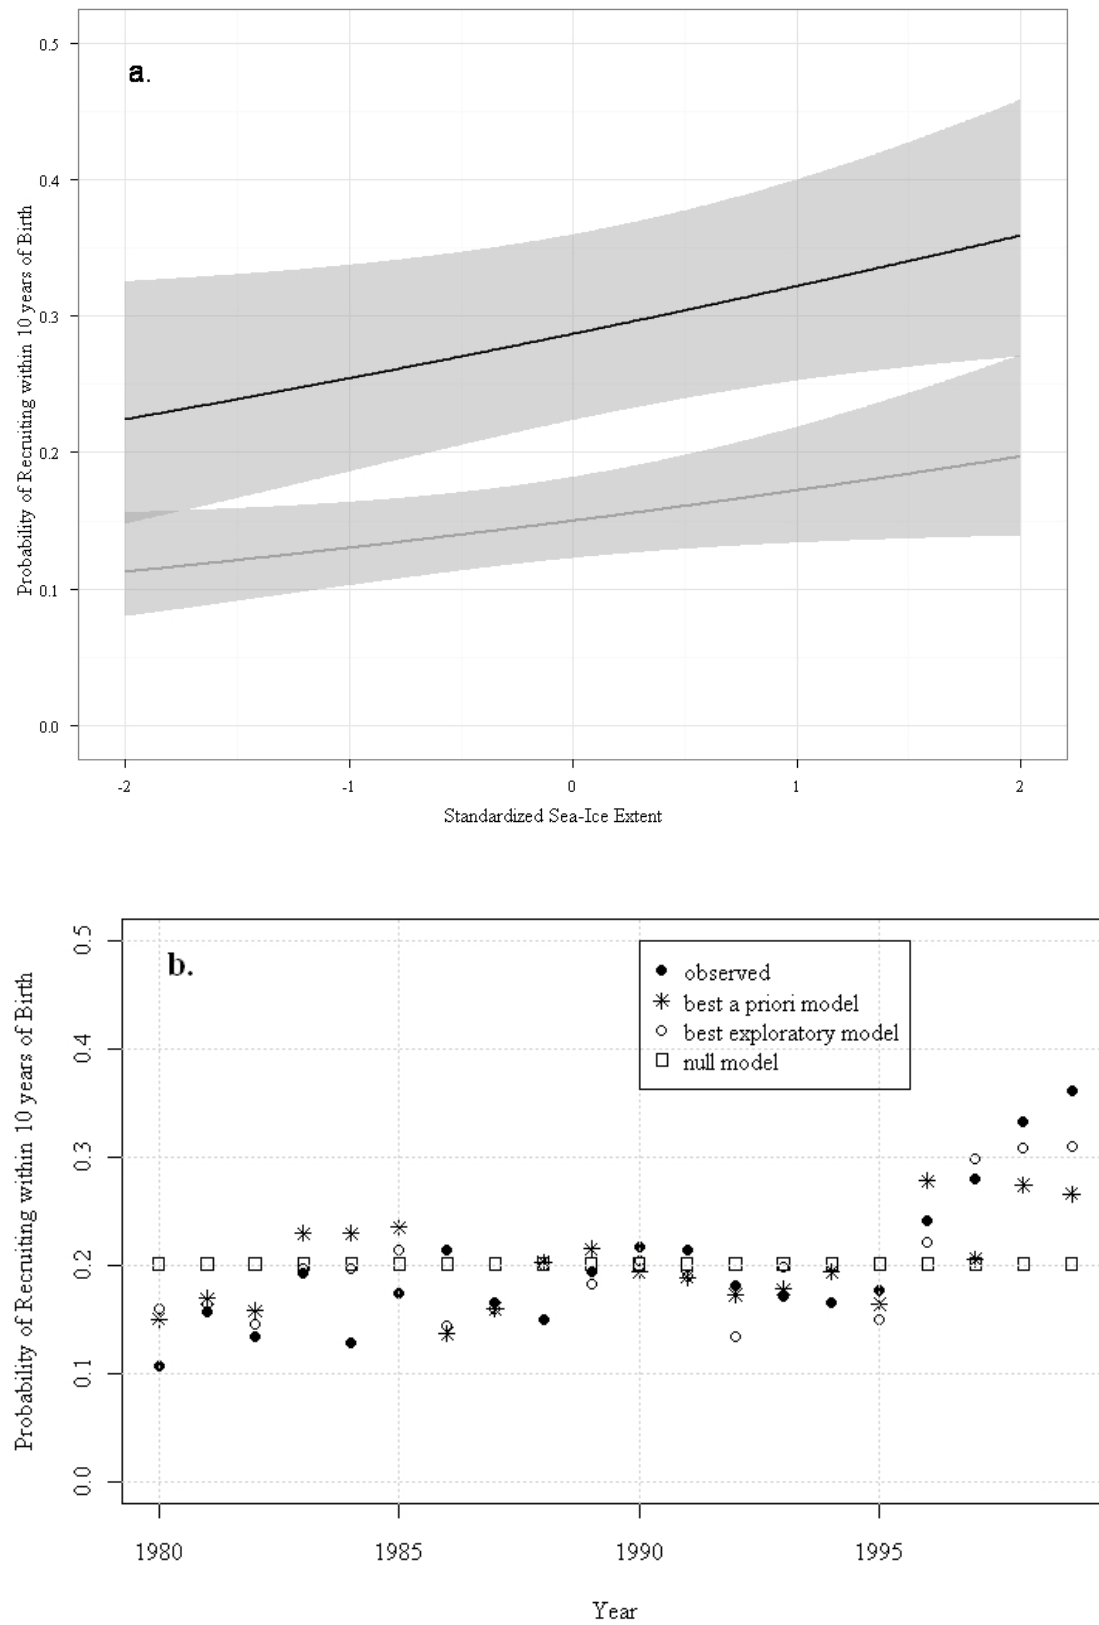 a.
0.5
0.4
0.3
0.2
0.1
0.0
Probability of Recruiting within 10 years of Birth
-2 -1 0 1 2
Standardized Sea-Ice Extent
b.
observed
best a priori model
best exploratory model
null model
0.5
0.4
0.3
0.2
0.1
0.0
Probability of Recruiting within 10 years of Birth
1980 1985 1990 1995
Year